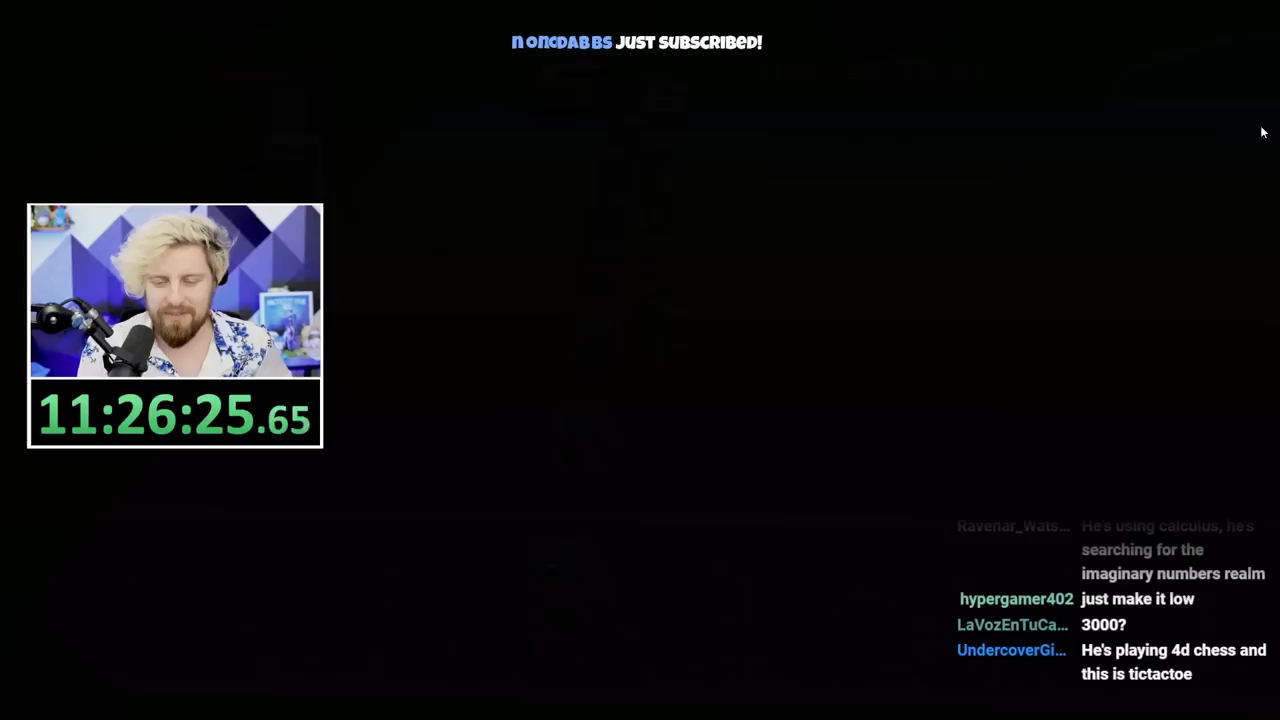 JUST SUBSCRIBED!
11:26:25.65
Ravenar_Wats… He's using calculus, he's
searching for the
imaginary numbers realm
hypergamer402 just make it low
LaVozEnTuCa… 3000?
UndercoverGi… He's playing 4d chess and
this is tictactoe